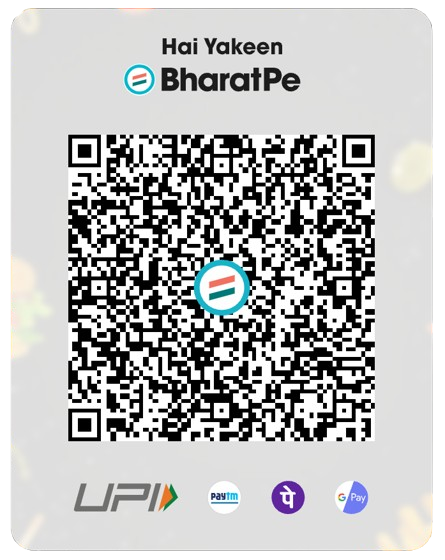 Hai Yakeen
BharatPe
UPI
paytm
पे
G Pay